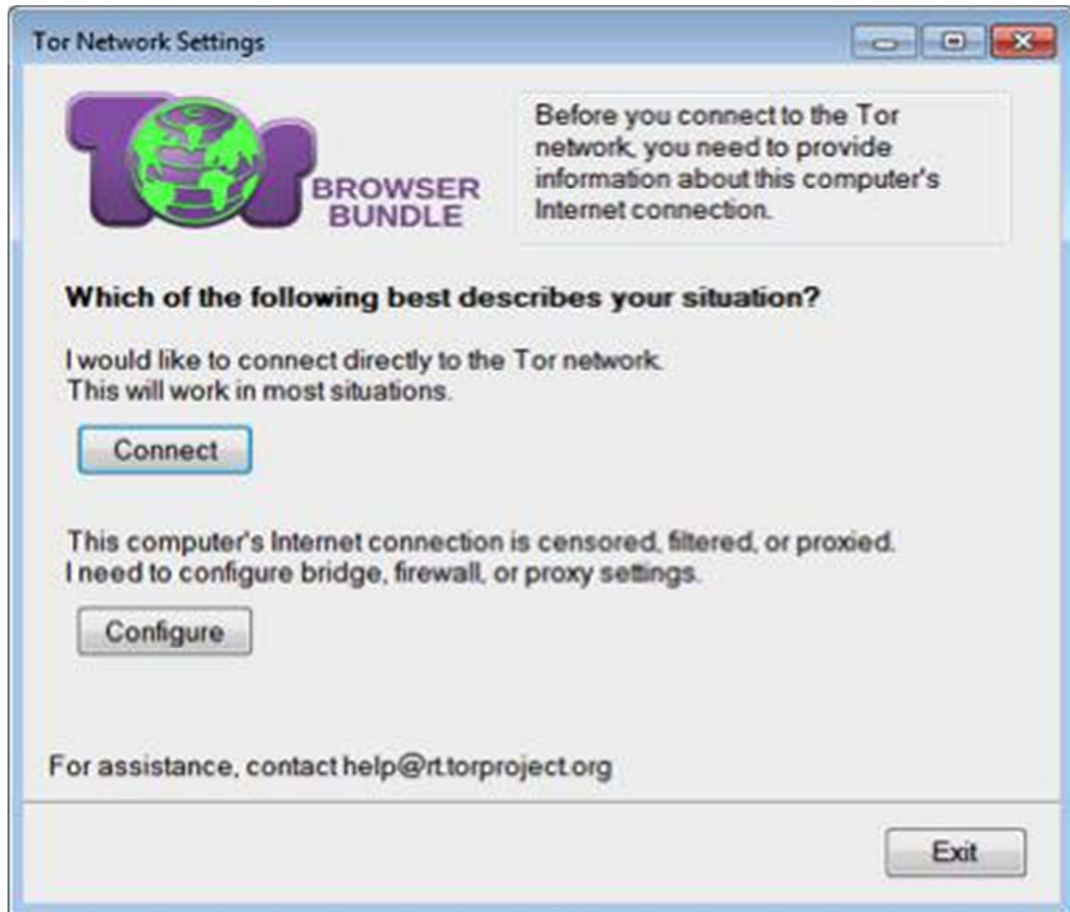 Tor Network Settings
Tor
BROWSER
BUNDLE
Before you connect to the Tor
network, you need to provide
information about this computer's
Internet connection.
Which of the following best describes your situation?
I would like to connect directly to the Tor network.
This will work in most situations.
Connect
This computer's Internet connection is censored, filtered, or proxied.
I need to configure bridge, firewall, or proxy settings.
Configure
For assistance, contact help@rt.torproject.org
Exit